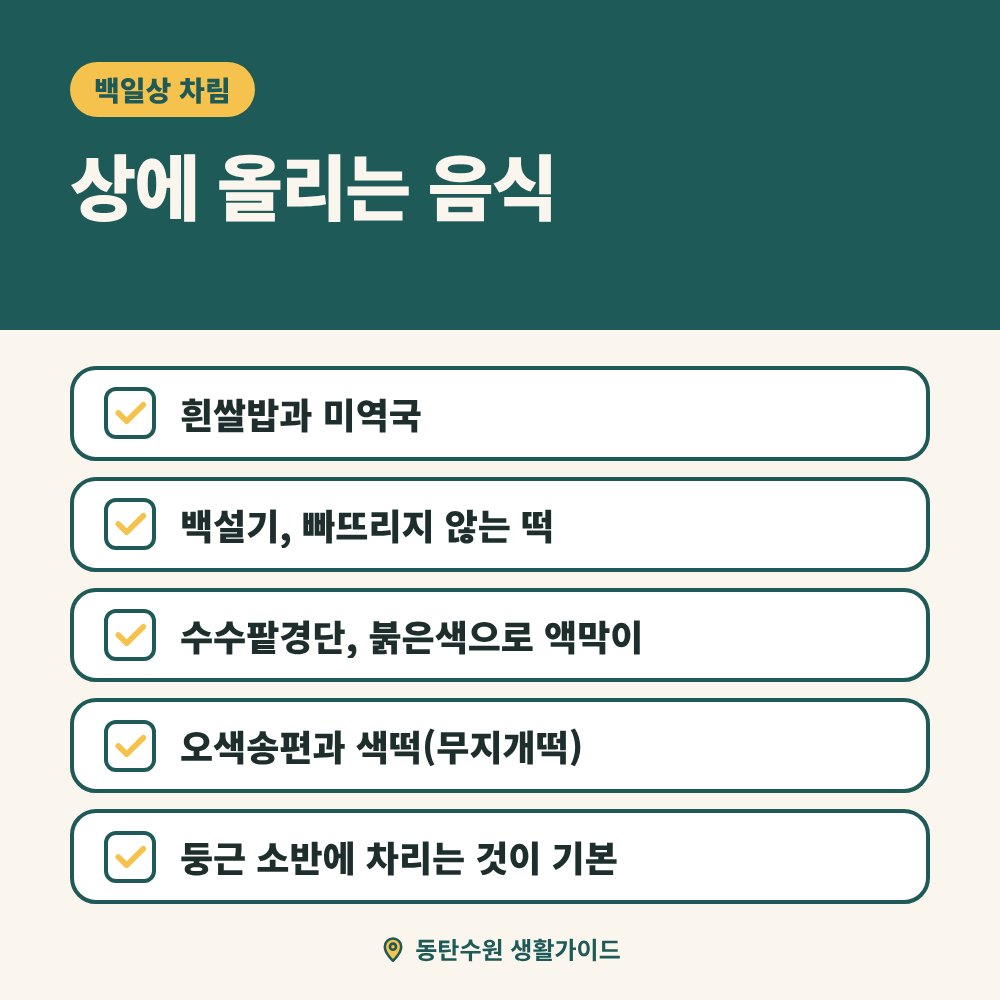 백일상 차림
상에 올리는 음식
흰쌀밥과 미역국
백설기, 빠뜨리지 않는 떡
수수팥경단, 붉은색으로 액막이
오색송편과 색떡(무지개떡)
둥근 소반에 차리는 것이 기본
동탄수원 생활가이드